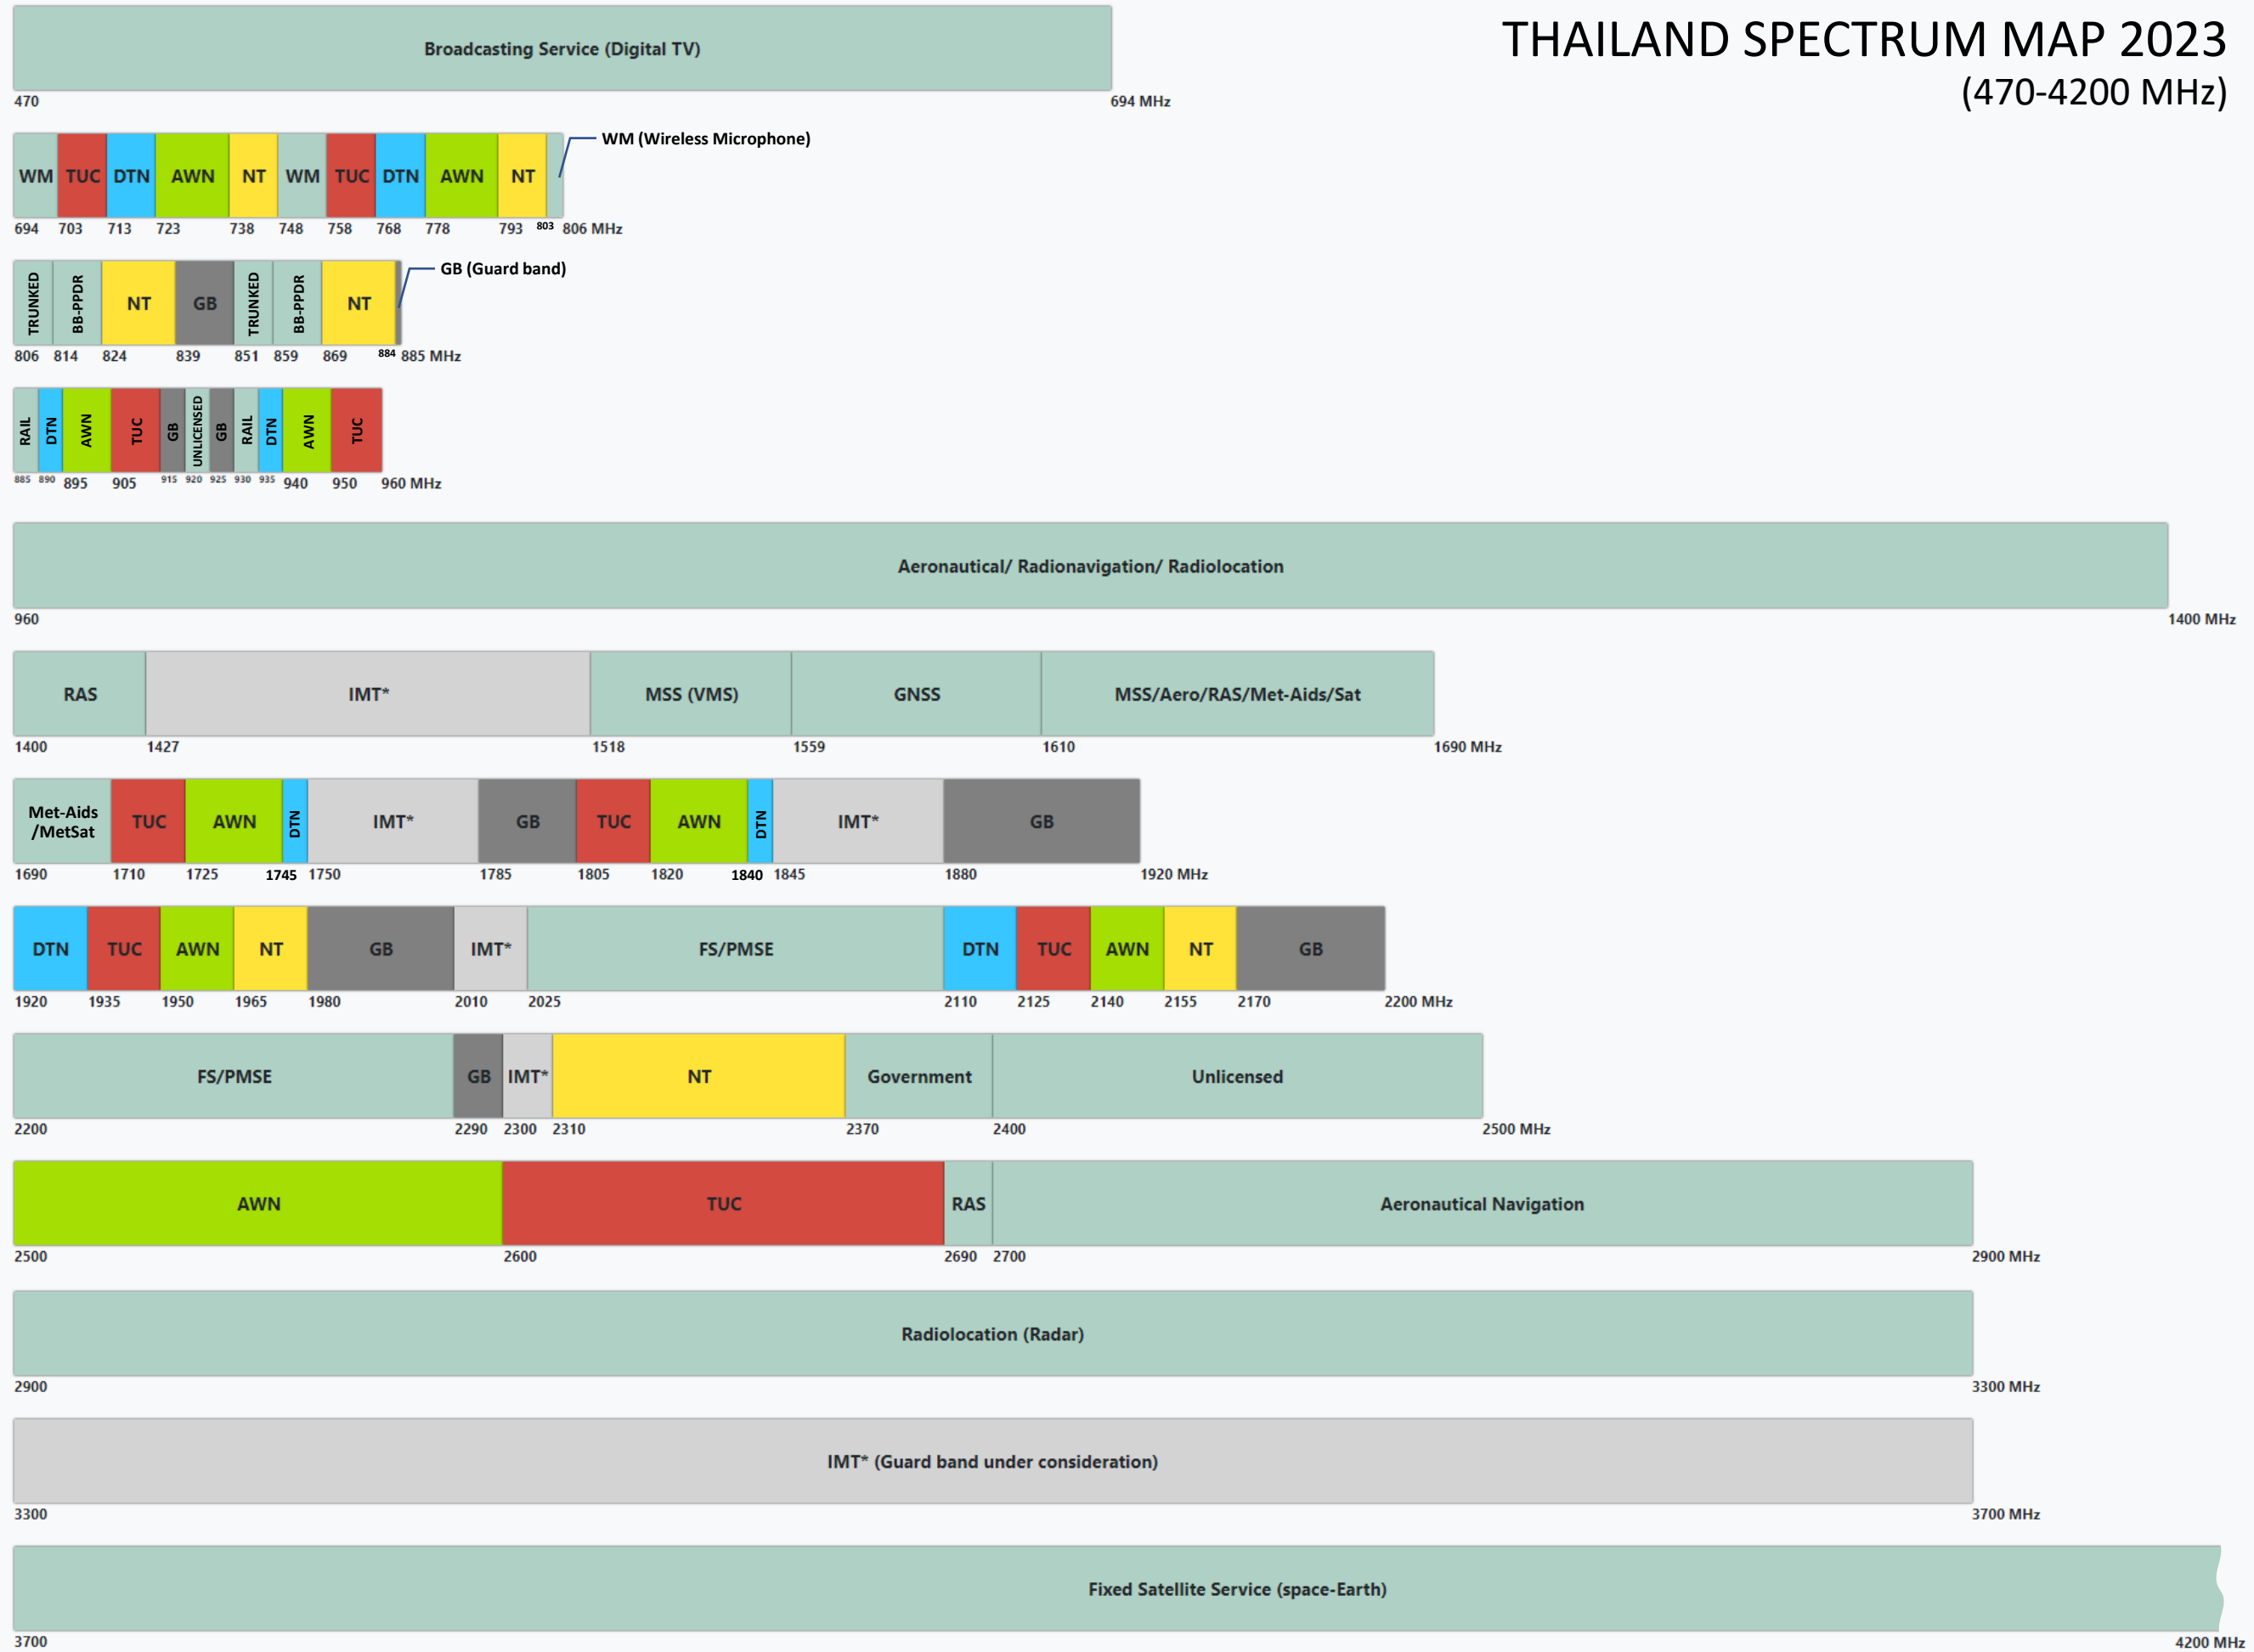 THAILAND SPECTRUM MAP 2023
(470-4200 MHz)
Broadcasting Service (Digital TV)
470 694 MHz
WM (Wireless Microphone)
WM TUC DTN AWN NT WM TUC DTN AWN NT
694 703 713 723 738 748 758 768 778 793 803 806 MHz
GB (Guard band)
TRUNKED BB-PPDR NT GB TRUNKED BB-PPDR NT
806 814 824 839 851 859 869 884 885 MHz
RAIL DTN AWN TUC GB UNLICENSED GB RAIL DTN AWN TUC
885 890 895 905 915 920 925 930 935 940 950 960 MHz
Aeronautical/ Radionavigation/ Radiolocation
960 1400 MHz
RAS IMT* MSS (VMS) GNSS MSS/Aero/RAS/Met-Aids/Sat
1400 1427 1518 1559 1610 1690 MHz
Met-Aids
/MetSat TUC AWN DTN IMT* GB TUC AWN DTN IMT* GB
1690 1710 1725 1745 1750 1785 1805 1820 1840 1845 1880 1920 MHz
DTN TUC AWN NT GB IMT* FS/PMSE DTN TUC AWN NT GB
1920 1935 1950 1965 1980 2010 2025 2110 2125 2140 2155 2170 2200 MHz
FS/PMSE GB IMT* NT Government Unlicensed
2200 2290 2300 2310 2370 2400 2500 MHz
AWN TUC RAS Aeronautical Navigation
2500 2600 2690 2700 2900 MHz
Radiolocation (Radar)
2900 3300 MHz
IMT* (Guard band under consideration)
3300 3700 MHz
Fixed Satellite Service (space-Earth)
3700 4200 MHz